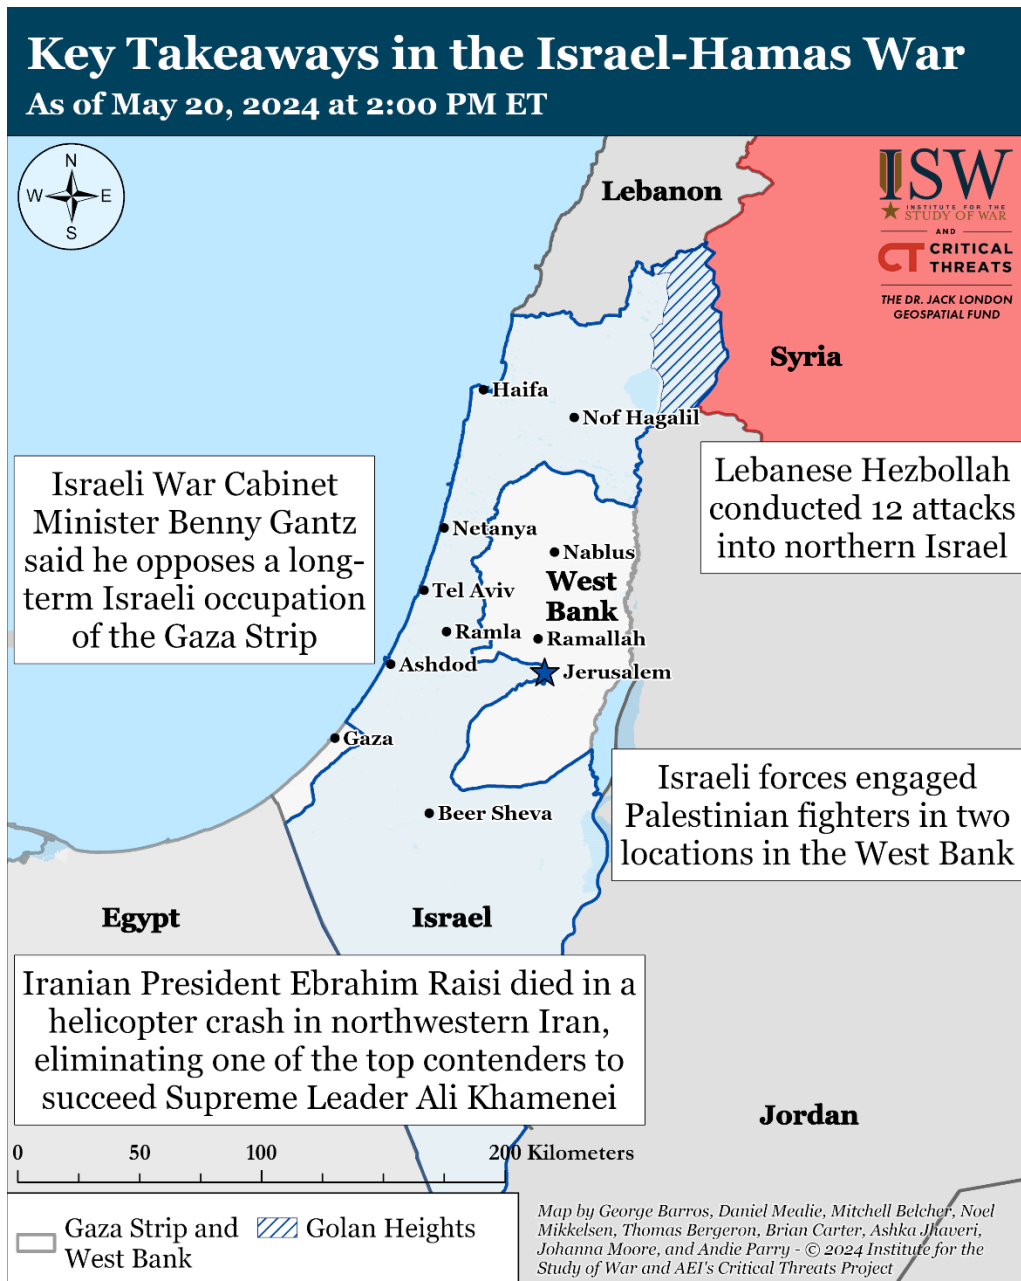 Key Takeaways in the Israel-Hamas War
As of May 20, 2024 at 2:00 PM ET
N
W
E
S
Lebanon
ISW
INSTITUTE FOR THE
STUDY OF WAR
AND
CT CRITICAL
THREATS
THE DR. JACK LONDON
GEOSPATIAL FUND
Syria
Haifa
Nof Hagalil
Israeli War Cabinet
Minister Benny Gantz
said he opposes a long-
term Israeli occupation
of the Gaza Strip
Lebanese Hezbollah
conducted 12 attacks
into northern Israel
Netanya
Nablus
Tel Aviv
West
Bank
Ramla
Ramallah
Ashdod
Jerusalem
Gaza
Israeli forces engaged
Palestinian fighters in two
locations in the West Bank
Beer Sheva
Egypt
Israel
Iranian President Ebrahim Raisi died in a
helicopter crash in northwestern Iran,
eliminating one of the top contenders to
succeed Supreme Leader Ali Khamenei
Jordan
0 50 100 200 Kilometers
Gaza Strip and
West Bank
Golan Heights
Map by George Barros, Daniel Mealie, Mitchell Belcher, Noel
Mikkelsen, Thomas Bergeron, Brian Carter, Ashka Jhaveri,
Johanna Moore, and Andie Parry - © 2024 Institute for the
Study of War and AEI's Critical Threats Project